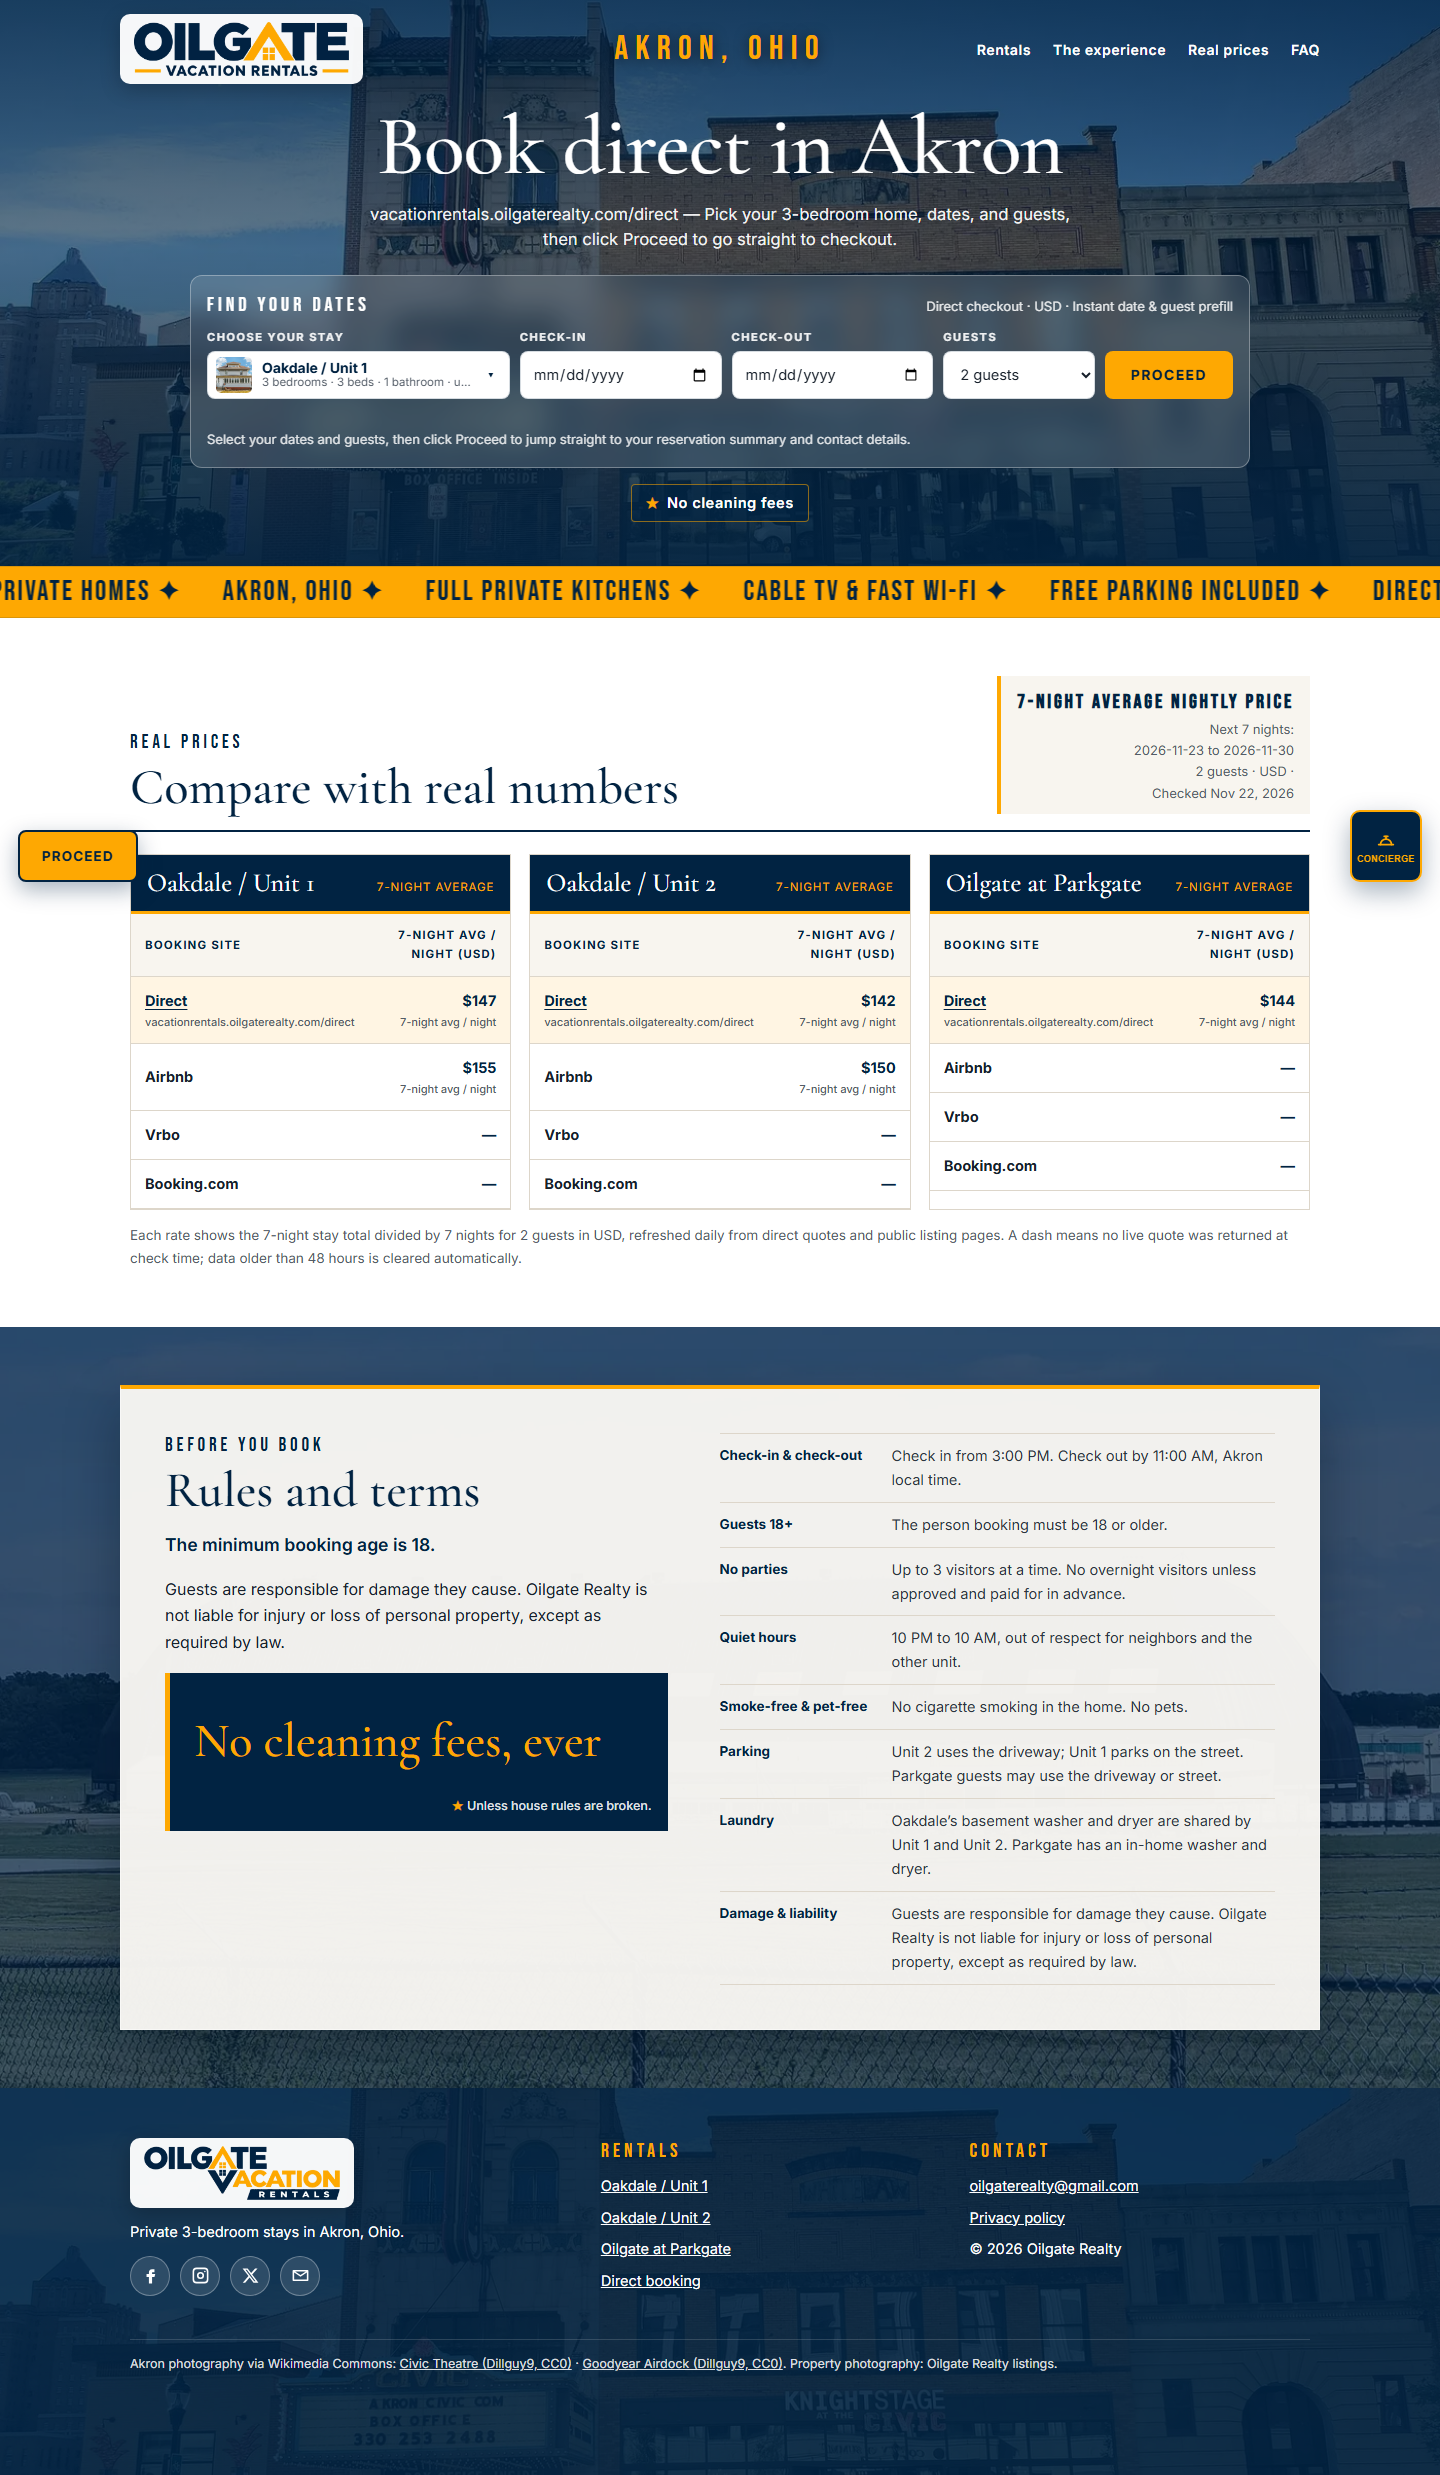 OILGATE
VACATION RENTALS
AKRON, OHIO
Rentals
The experience
Real prices
FAQ
Book direct in Akron
vacationrentals.oilgaterealty.com/direct — Pick your 3-bedroom home, dates, and guests,
then click Proceed to go straight to checkout.
FIND YOUR DATES
Direct checkout · USD · Instant date & guest prefill
CHOOSE YOUR STAY
CHECK-IN
CHECK-OUT
GUESTS
Oakdale / Unit 1
3 bedrooms · 3 beds · 1 bathroom · u...
mm/dd/yyyy
mm/dd/yyyy
2 guests
PROCEED
Select your dates and guests, then click Proceed to jump straight to your reservation summary and contact details.
BOX OFFICE INSIDE
★ No cleaning fees
PRIVATE HOMES ✦ AKRON, OHIO ✦ FULL PRIVATE KITCHENS ✦ CABLE TV & FAST WI-FI ✦ FREE PARKING INCLUDED ✦ DIRECT
7-NIGHT AVERAGE NIGHTLY PRICE
Next 7 nights:
2026-11-23 to 2026-11-30
2 guests · USD ·
Checked Nov 22, 2026
REAL PRICES
Compare with real numbers
PROCEED
CONCIERGE
Oakdale / Unit 1
7-NIGHT AVERAGE
BOOKING SITE
7-NIGHT AVG /
NIGHT (USD)
Direct
$147
vacationrentals.oilgaterealty.com/direct
7-night avg / night
Airbnb
$155
7-night avg / night
Vrbo
—
Booking.com
—
Oakdale / Unit 2
7-NIGHT AVERAGE
BOOKING SITE
7-NIGHT AVG /
NIGHT (USD)
Direct
$142
vacationrentals.oilgaterealty.com/direct
7-night avg / night
Airbnb
$150
7-night avg / night
Vrbo
—
Booking.com
—
Oilgate at Parkgate
7-NIGHT AVERAGE
BOOKING SITE
7-NIGHT AVG /
NIGHT (USD)
Direct
$144
vacationrentals.oilgaterealty.com/direct
7-night avg / night
Airbnb
—
Vrbo
—
Booking.com
—
Each rate shows the 7-night stay total divided by 7 nights for 2 guests in USD, refreshed daily from direct quotes and public listing pages. A dash means no live quote was returned at
check time; data older than 48 hours is cleared automatically.
BEFORE YOU BOOK
Rules and terms
The minimum booking age is 18.
Guests are responsible for damage they cause. Oilgate Realty is
not liable for injury or loss of personal property, except as
required by law.
No cleaning fees, ever
★ Unless house rules are broken.
Check-in & check-out
Check in from 3:00 PM. Check out by 11:00 AM, Akron
local time.
Guests 18+
The person booking must be 18 or older.
No parties
Up to 3 visitors at a time. No overnight visitors unless
approved and paid for in advance.
Quiet hours
10 PM to 10 AM, out of respect for neighbors and the
other unit.
Smoke-free & pet-free
No cigarette smoking in the home. No pets.
Parking
Unit 2 uses the driveway; Unit 1 parks on the street.
Parkgate guests may use the driveway or street.
Laundry
Oakdale’s basement washer and dryer are shared by
Unit 1 and Unit 2. Parkgate has an in-home washer and
dryer.
Damage & liability
Guests are responsible for damage they cause. Oilgate
Realty is not liable for injury or loss of personal
property, except as required by law.
OILGATE
VACATION
RENTALS
Private 3-bedroom stays in Akron, Ohio.
RENTALS
Oakdale / Unit 1
Oakdale / Unit 2
Oilgate at Parkgate
Direct booking
CONTACT
oilgaterealty@gmail.com
Privacy policy
© 2026 Oilgate Realty
Akron photography via Wikimedia Commons: Civic Theatre (Dillguy9, CC0) · Goodyear Airdock (Dillguy9, CC0). Property photography: Oilgate Realty listings.
CIVIC
AKRON CIVIC COM
BOX OFFICE
330 253 2488
KNIGHTSTAGE
AT THE CIVIC